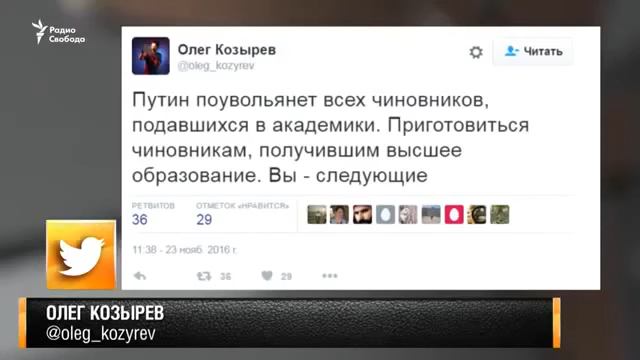 Радио
Свобода
Олег Козырев
@oleg_kozyrev
Читать
Путин поувольянет всех чиновников,
подавшихся в академики. Приготовиться
чиновникам, получившим высшее
образование. Вы - следующие
РЕТВИТОВ
ОТМЕТОК «НРАВИТСЯ»
36
29
11:38 - 23 нояб. 2016 г.
36
29
ОЛЕГ КОЗЫРЕВ
@oleg_kozyrev